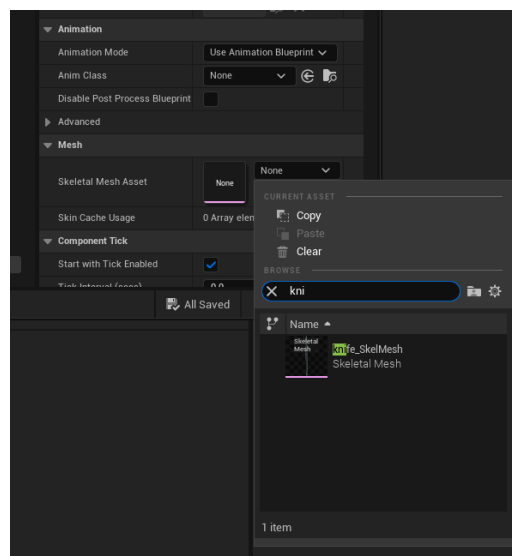 Animation
Animation Mode
Use Animation Blueprint
Anim Class
None
Disable Post Process Blueprint
Advanced
Mesh
Skeletal Mesh Asset
None
None
Skin Cache Usage
0 Array elen
Component Tick
Start with Tick Enabled
All Saved
CURRENT ASSET
Copy
Paste
Clear
BROWSE
kni
Name
Skeletal
Mesh
knife_SkelMesh
Skeletal Mesh
1 item